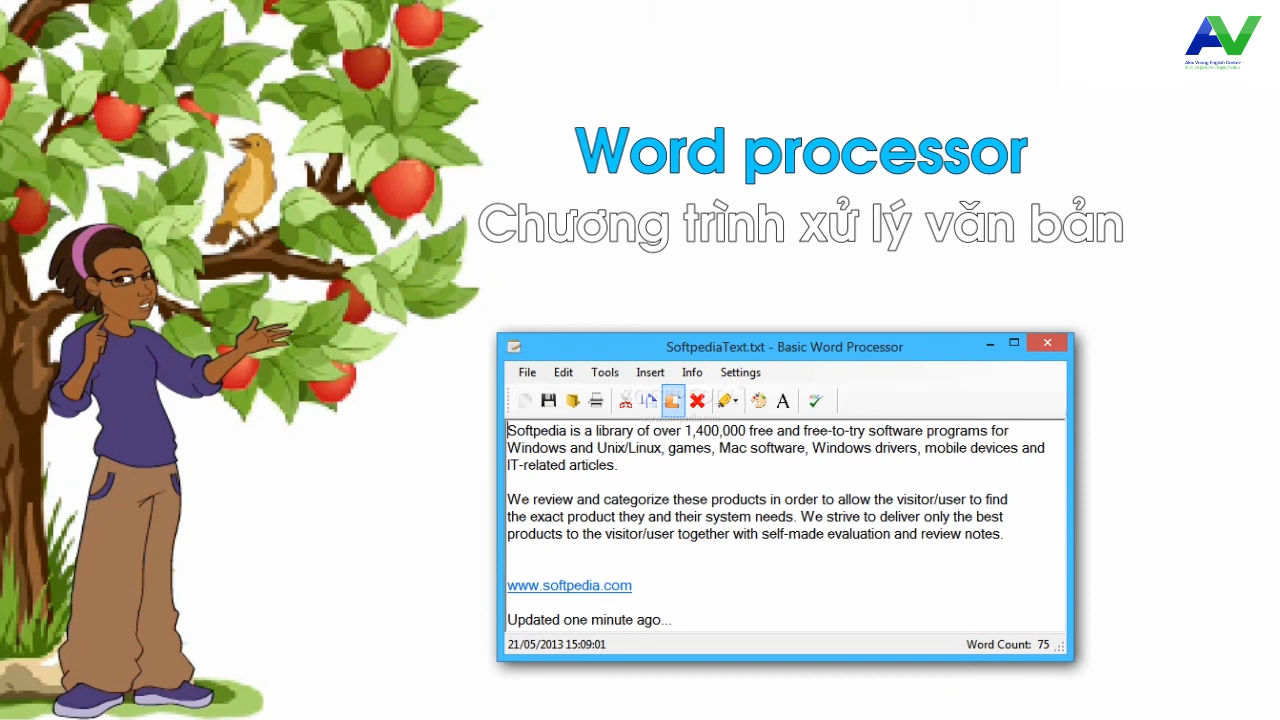 AV
Alex Vuong English Center
Word processor
Chương trình xử lý văn bản
SoftpediaText.txt - Basic Word Processor
File Edit Tools Insert Info Settings
A
Softpedia is a library of over 1,400,000 free and free-to-try software programs for
Windows and Unix/Linux, games, Mac software, Windows drivers, mobile devices and
IT-related articles.
We review and categorize these products in order to allow the visitor/user to find
the exact product they and their system needs. We strive to deliver only the best
products to the visitor/user together with self-made evaluation and review notes.
www.softpedia.com
Updated one minute ago...
21/05/2013 15:09:01 Word Count: 75